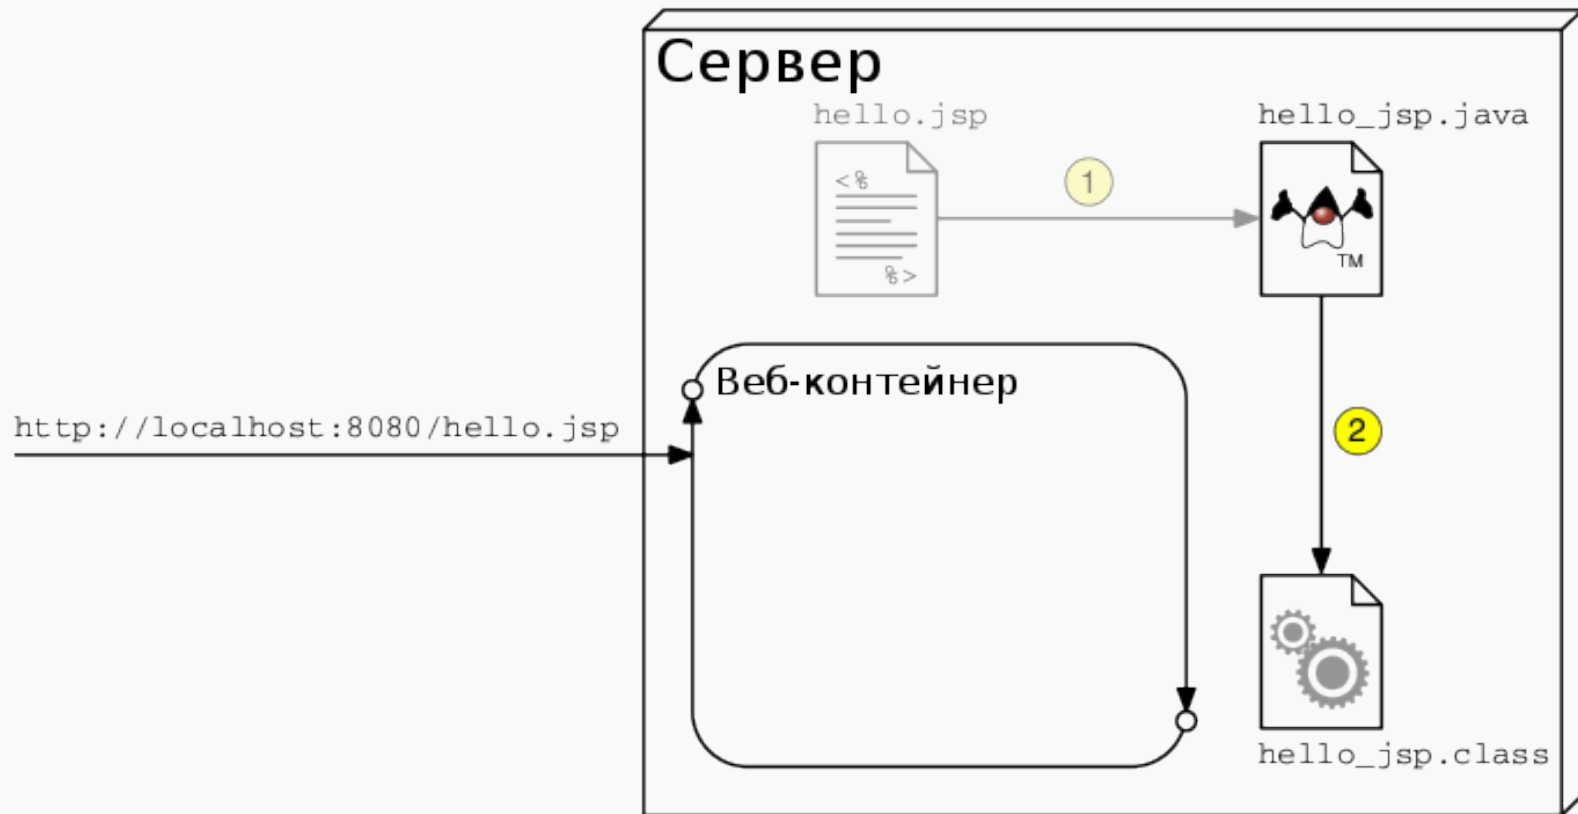 Сервер
hello.jsp
hello_jsp.java
<%
%>
1
TM
Веб-контейнер
http://localhost:8080/hello.jsp
2
hello_jsp.class